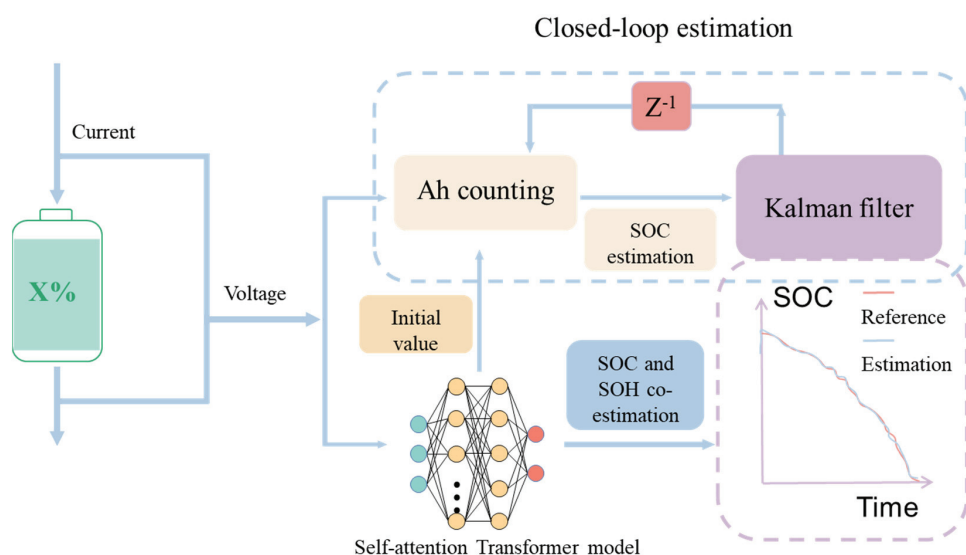 Closed-loop estimation
Current
Z⁻¹
Ah counting
Kalman filter
SOC
estimation
X%
Voltage
Initial
value
SOC and
SOH co-
estimation
SOC
Reference
Estimation
Time
Self-attention Transformer model